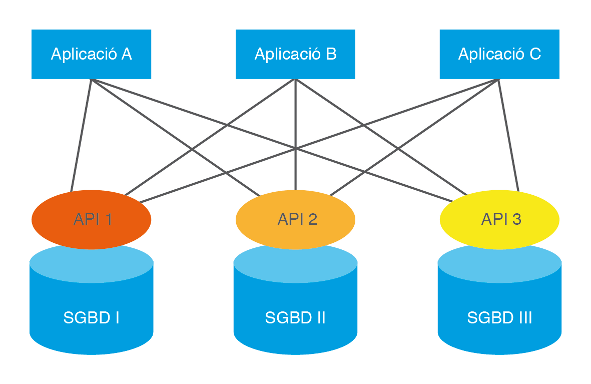 Aplicació A
Aplicació B
Aplicació C
API 1
API 2
API 3
SGBD I
SGBD II
SGBD III